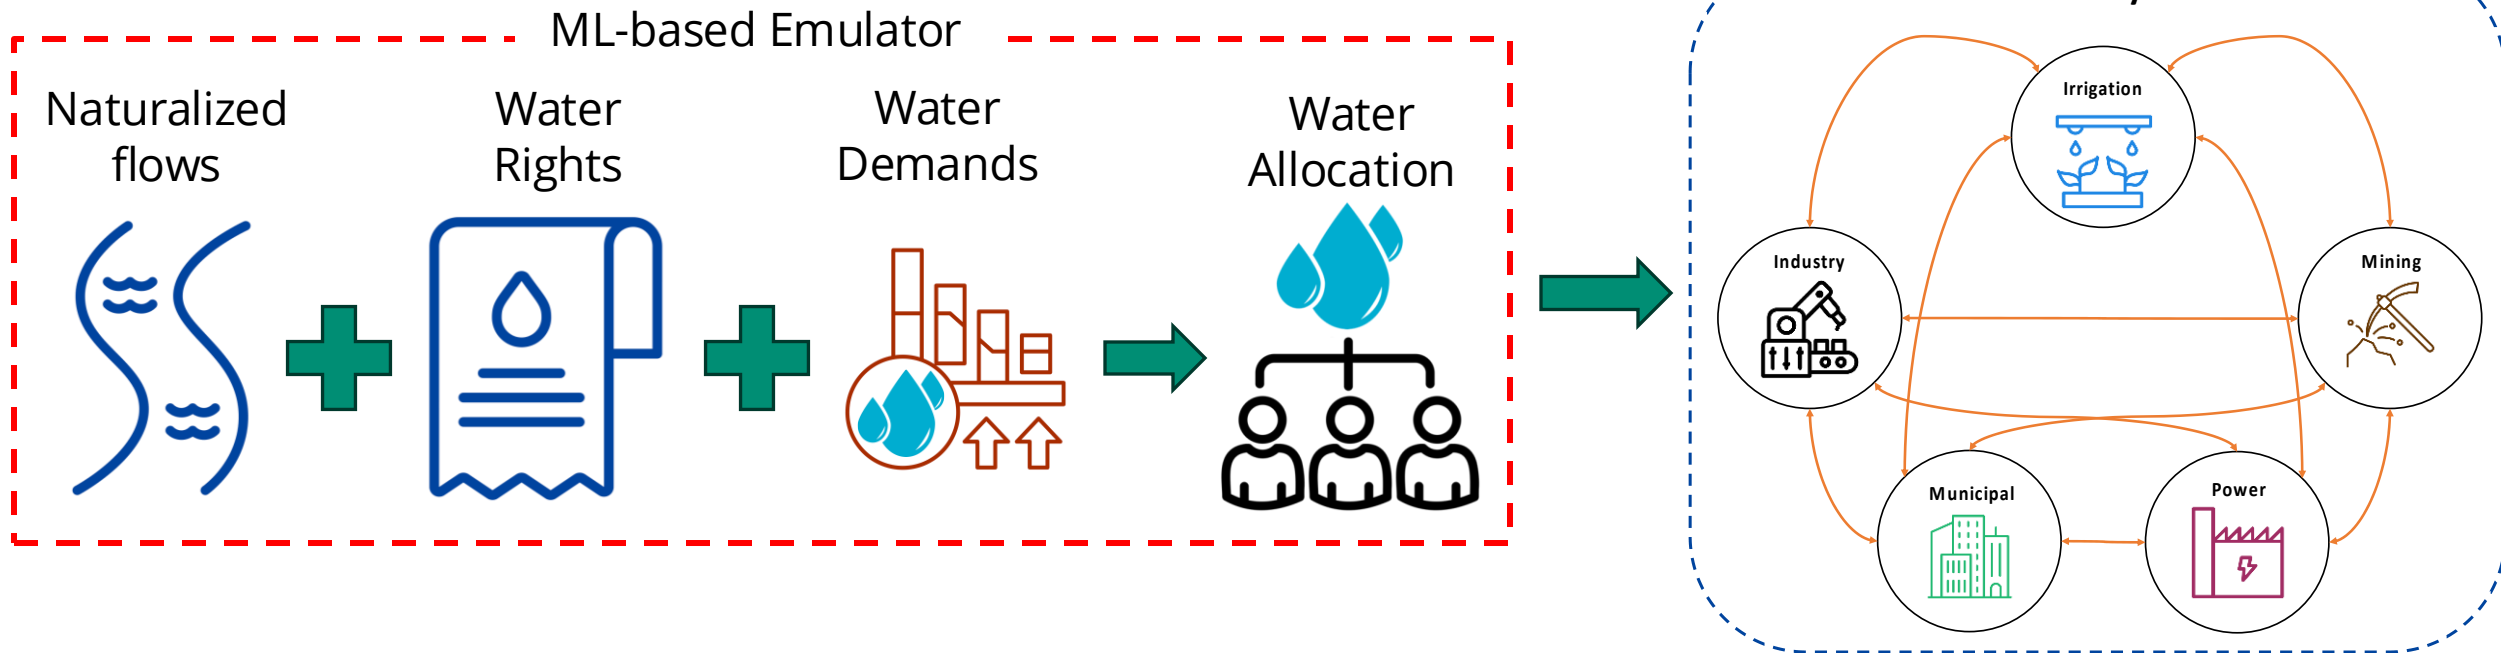 ML-based Emulator
Naturalized
flows
Water
Rights
Water
Demands
Water
Allocation
Irrigation
Industry
Mining
Municipal
Power